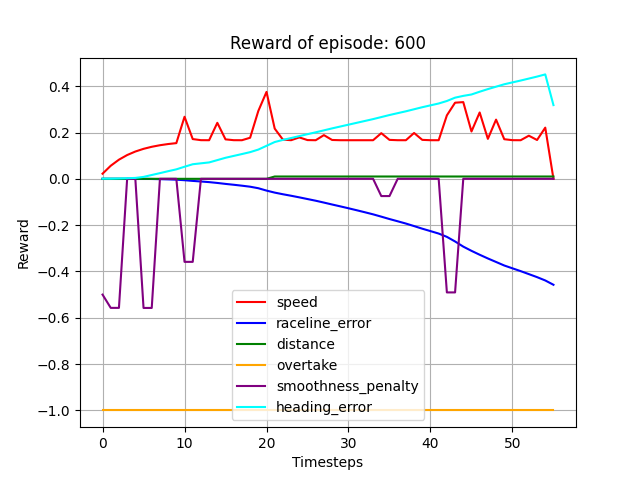 Reward of episode: 600
0.4
0.2
0.0
−0.2
−0.4
−0.6
−0.8
−1.0
Reward
speed
raceline_error
distance
overtake
smoothness_penalty
heading_error
0 10 20 30 40 50
Timesteps